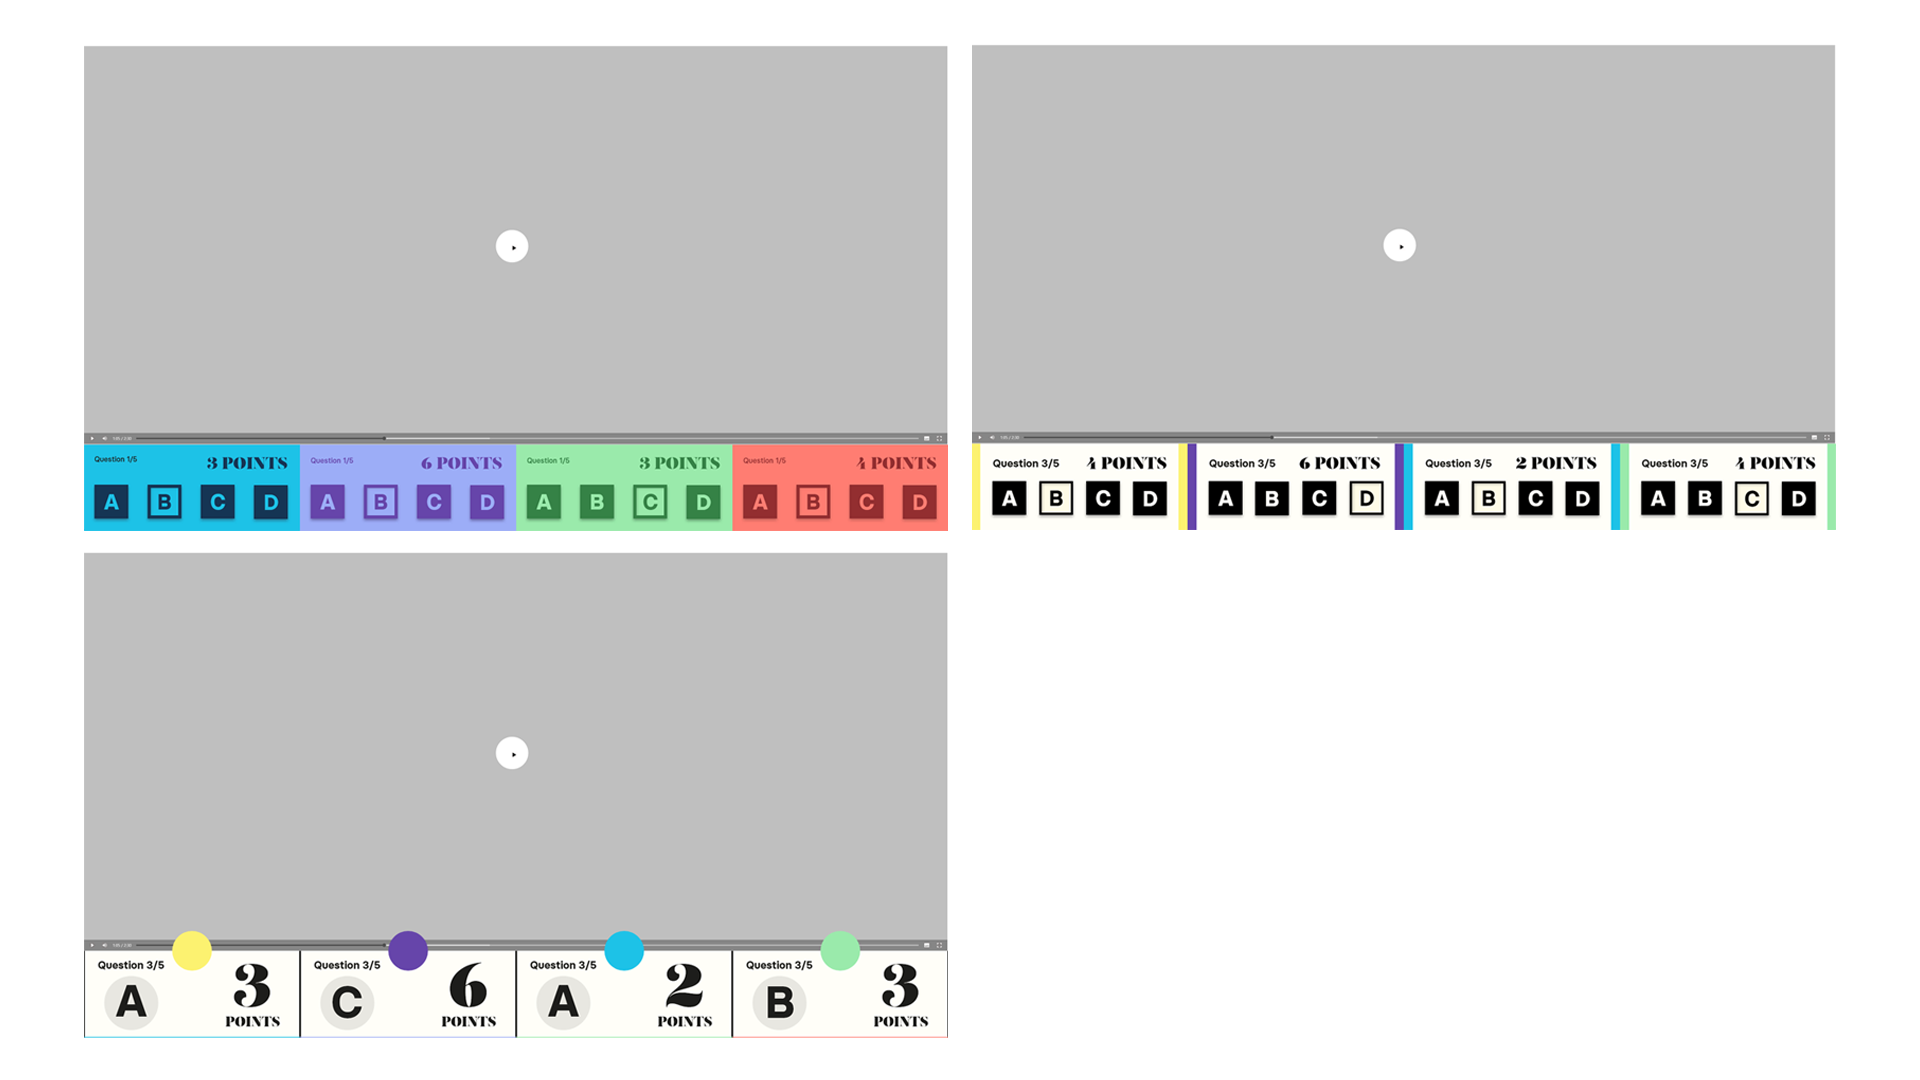 Question 1/5 3 POINTS
A B C D
Question 1/5 6 POINTS
A B C D
Question 1/5 3 POINTS
A B C D
Question 1/5 4 POINTS
A B C D
Question 3/5 4 POINTS
A B C D
Question 3/5 6 POINTS
A B C D
Question 3/5 2 POINTS
A B C D
Question 3/5 4 POINTS
A B C D
Question 3/5
A
3
POINTS
Question 3/5
C
6
POINTS
Question 3/5
A
2
POINTS
Question 3/5
B
3
POINTS